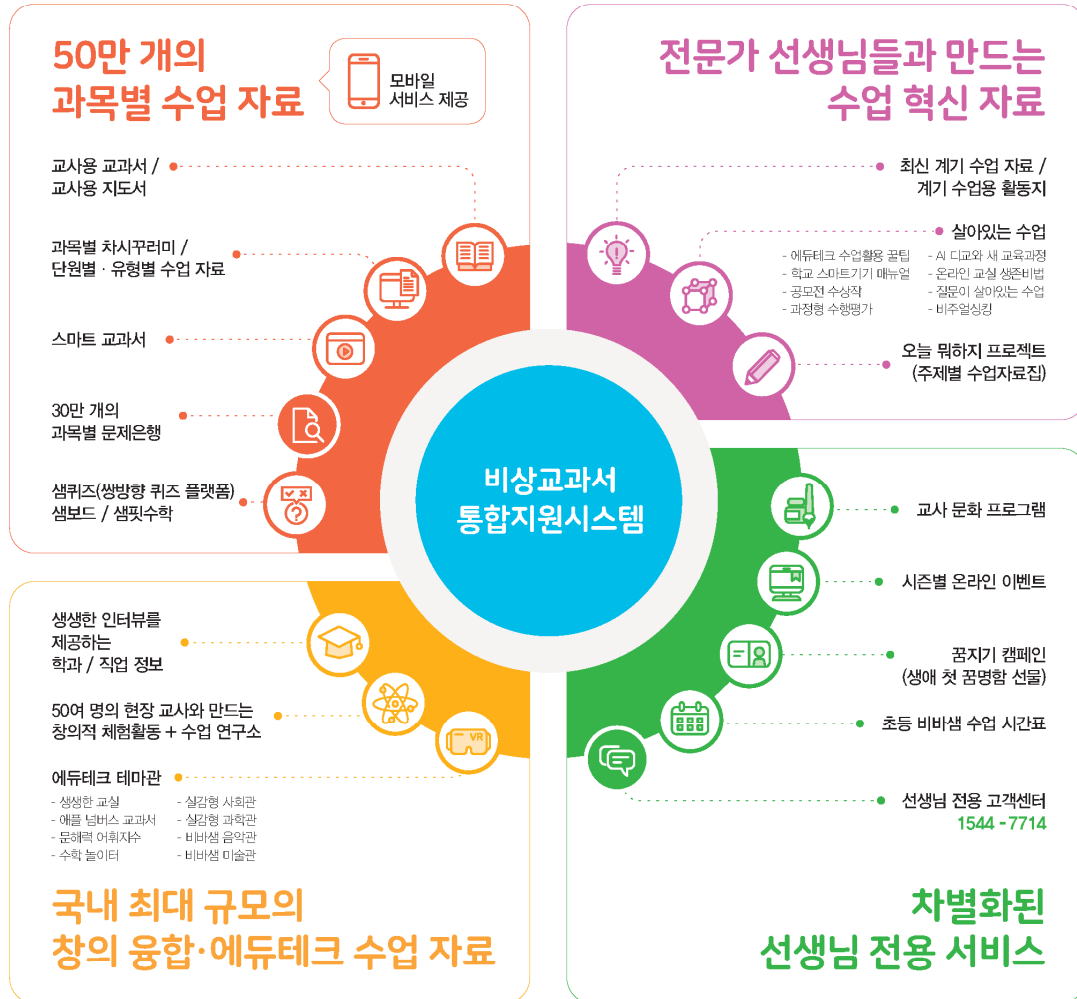 50만 개의
과목별 수업 자료
모바일
서비스 제공
교사용 교과서 /
교사용 지도서
과목별 차시꾸러미 /
단원별 · 유형별 수업 자료
스마트 교과서
30만 개의
과목별 문제은행
샘퀴즈(쌍방향 퀴즈 플랫폼)
샘보드 / 샘핏수학
전문가 선생님들과 만드는
수업 혁신 자료
최신 계기 수업 자료 /
계기 수업용 활동지
살아있는 수업
- 에듀테크 수업활용 꿀팁
- 학교 스마트기기 매뉴얼
- 공모전 수상작
- 과정형 수행평가
- AI 디교와 새 교육과정
- 온라인 교실 생존비법
- 질문이 살아있는 수업
- 비주얼싱킹
오늘 뭐하지 프로젝트
(주제별 수업자료집)
비상교과서
통합지원시스템
생생한 인터뷰를
제공하는
학과 / 직업 정보
50여 명의 현장 교사와 만드는
창의적 체험활동 + 수업 연구소
에듀테크 테마관
- 생생한 교실
- 애플 넘버스 교과서
- 문해력 어휘지수
- 수학 놀이터
- 실감형 사회관
- 실감형 과학관
- 비바샘 음악관
- 비바샘 미술관
VR
국내 최대 규모의
창의 융합·에듀테크 수업 자료
교사 문화 프로그램
시즌별 온라인 이벤트
꿈지기 캠페인
(생애 첫 꿈명함 선물)
초등 비바샘 수업 시간표
선생님 전용 고객센터
1544 - 7714
차별화된
선생님 전용 서비스